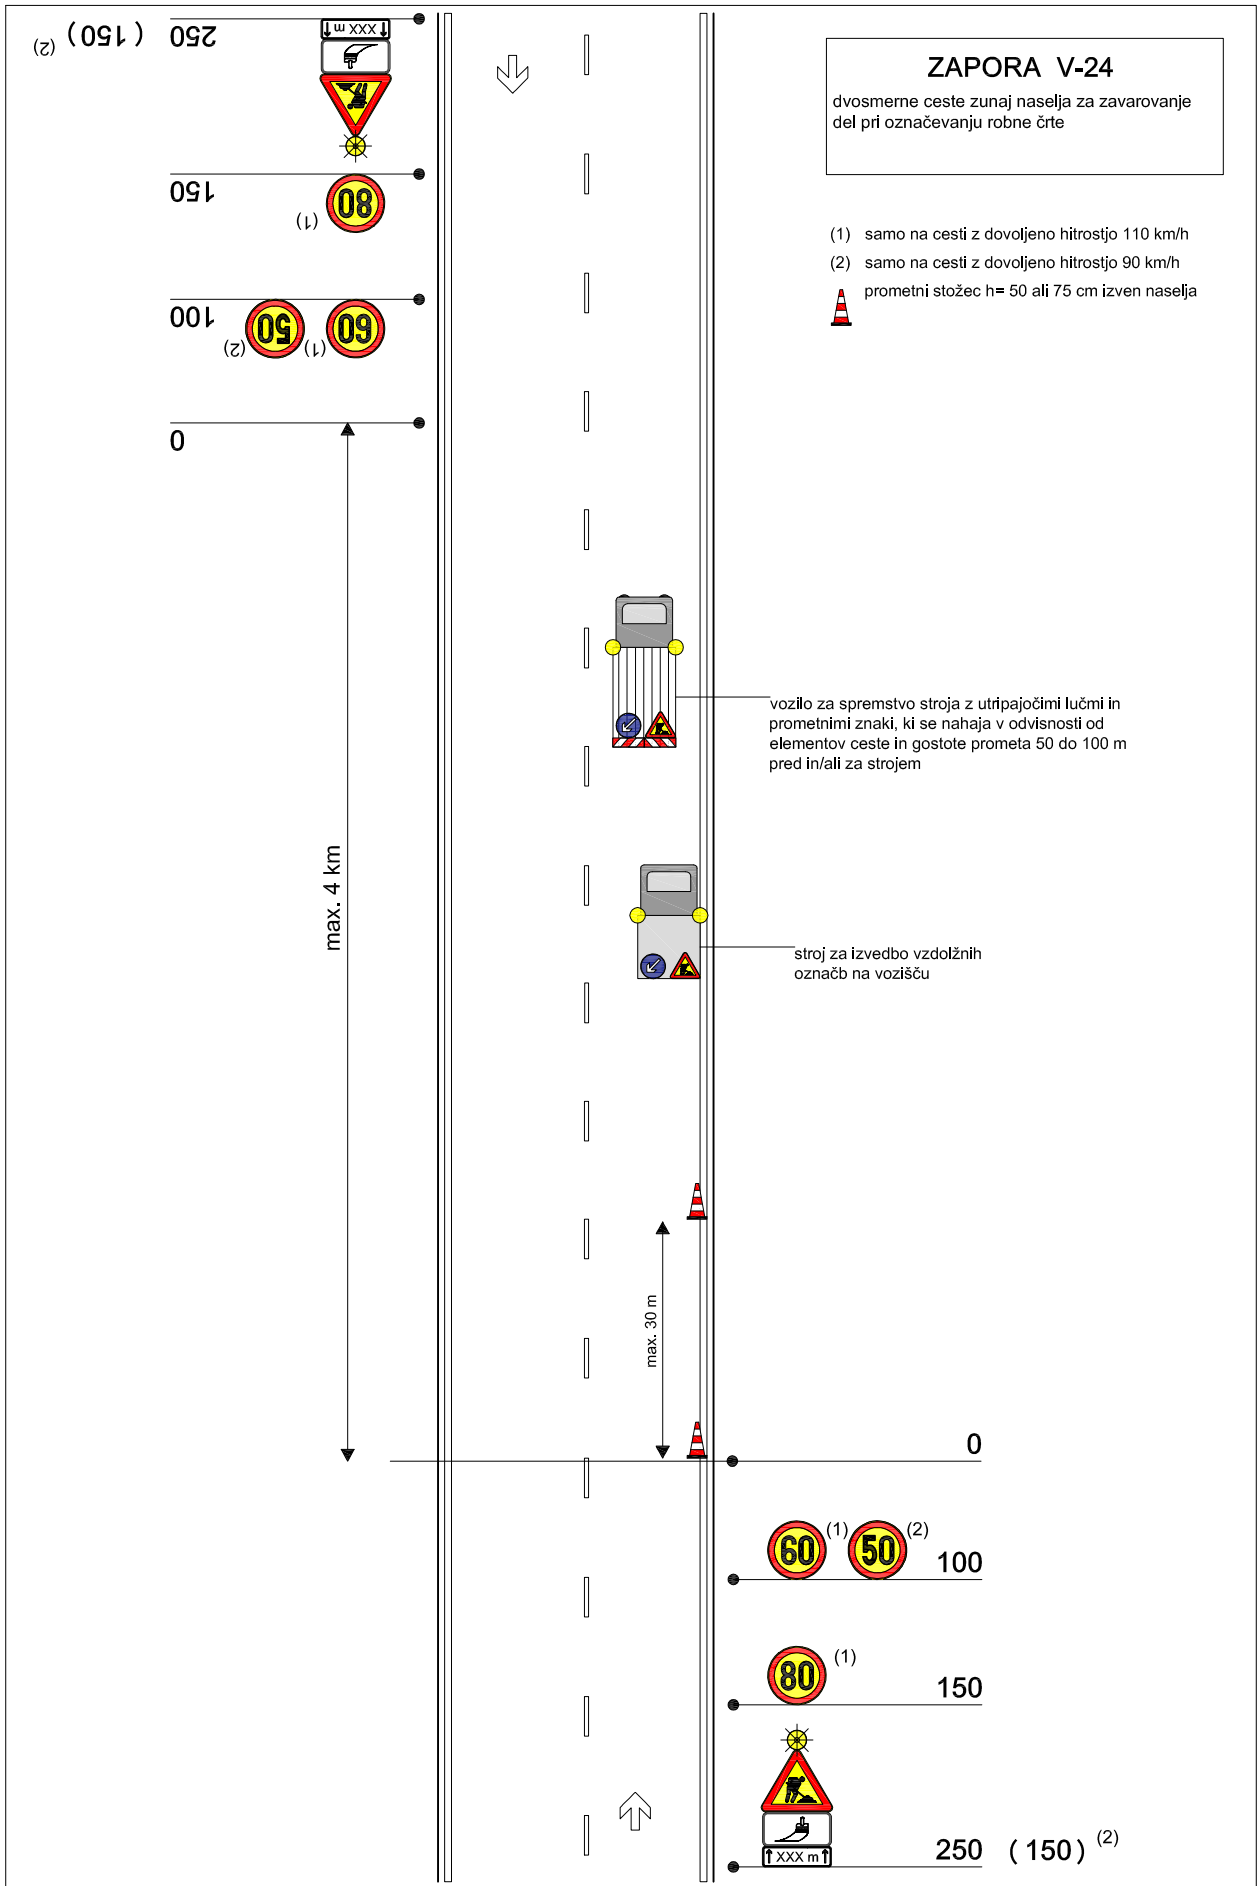 ZAPORA V-24
dvosmerne ceste zunaj naselja za zavarovanje
del pri označevanju robne črte
(1) samo na cesti z dovoljeno hitrostjo 110 km/h
(2) samo na cesti z dovoljeno hitrostjo 90 km/h
prometni stožec h= 50 ali 75 cm izven naselja
250 (150) (2)
XXX m
150
80 (1)
100
60 (1)
50 (2)
0
max. 4 km
vozilo za spremstvo stroja z utripajočimi lučmi in
prometnimi znaki, ki se nahaja v odvisnosti od
elementov ceste in gostote prometa 50 do 100 m
pred in/ali za strojem
stroj za izvedbo vzdolžnih
označb na vozišču
max. 30 m
0
60 (1) 50 (2) 100
80 (1) 150
XXX m 250 (150) (2)